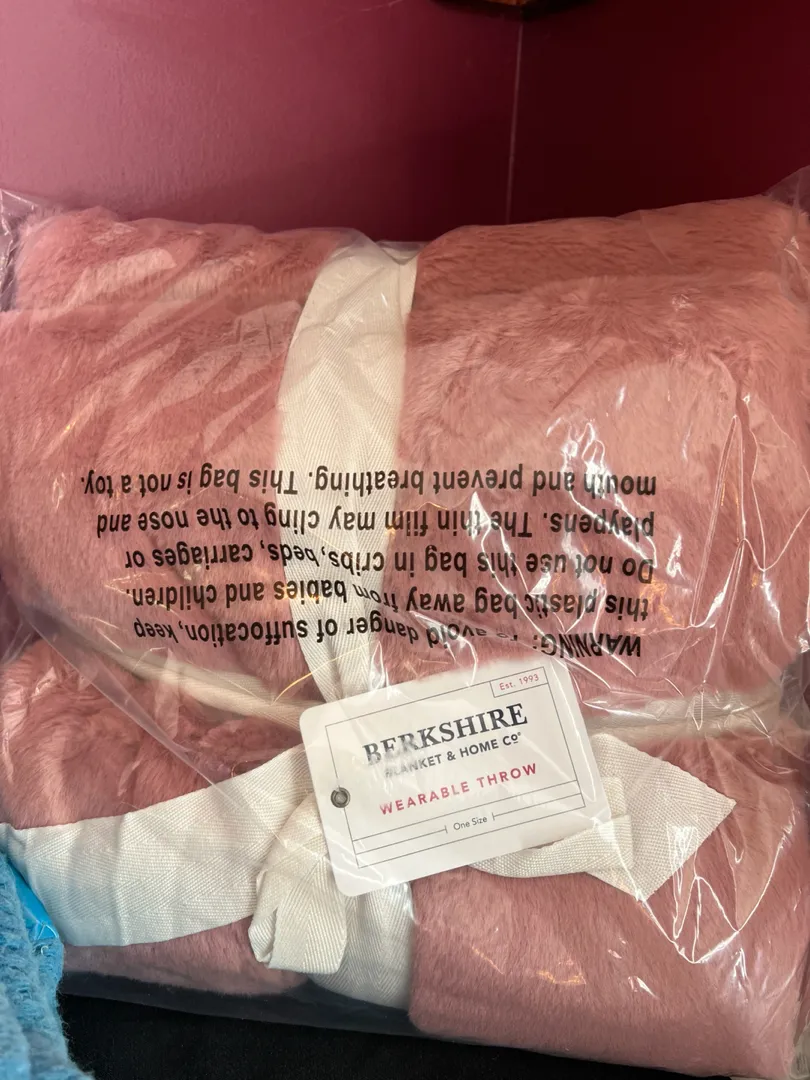 WARNING: To avoid danger of suffocation, keep
this plastic bag away from babies and children.
Do not use this bag in cribs, beds, carriages or
playpens. The thin film may cling to the nose and
mouth and prevent breathing. This bag is not a toy.
Est. 1993
BERKSHIRE
BLANKET & HOME Cº
WEARABLE THROW
One Size